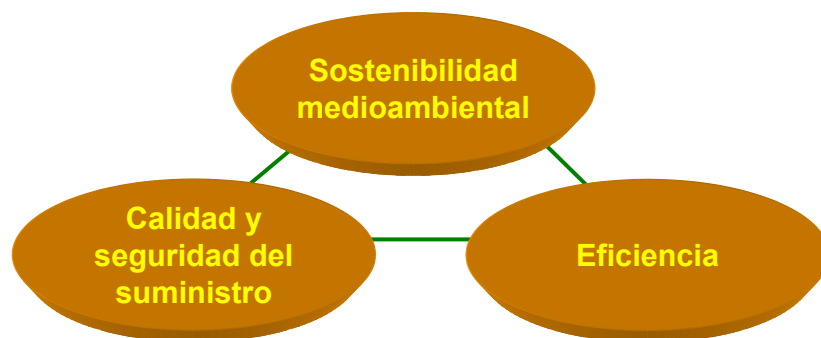 Sostenibilidad
medioambiental
Calidad y
seguridad del
suministro
Eficiencia